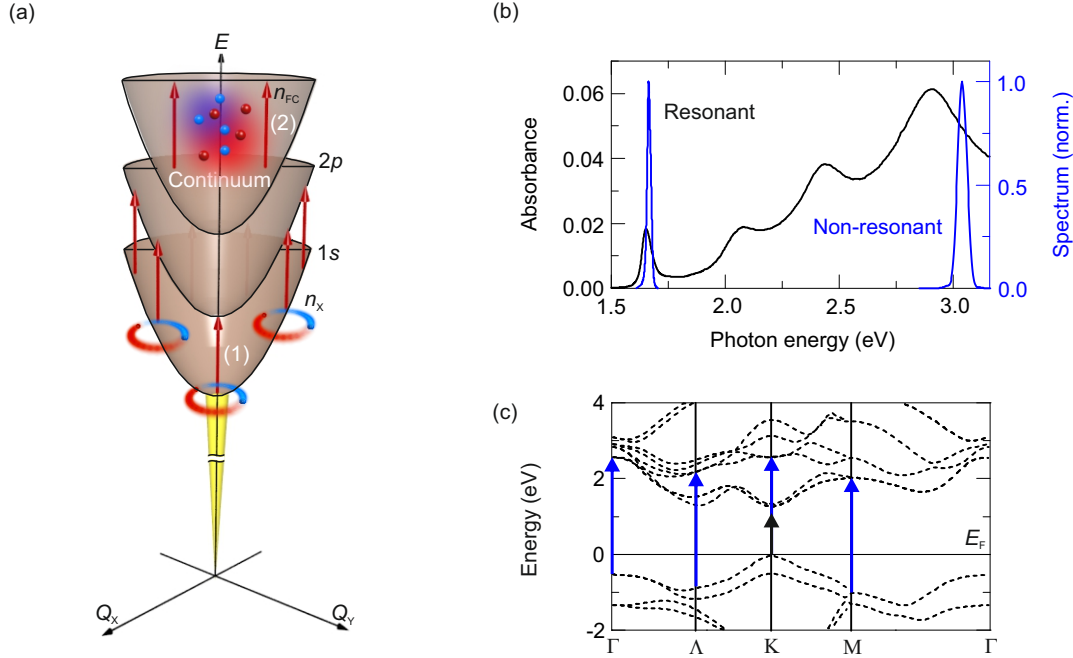 (a)
E
n_FC
(2)
Continuum
2p
1s
n_X
(1)
Q_X
Q_Y
(b)
Absorbance
0.06
0.04
0.02
0.00
Resonant
Non-resonant
1.0
0.5
0.0
Spectrum (norm.)
1.5
2.0
2.5
3.0
Photon energy (eV)
(c)
Energy (eV)
4
2
0
-2
E_F
Γ
Λ
K
M
Γ